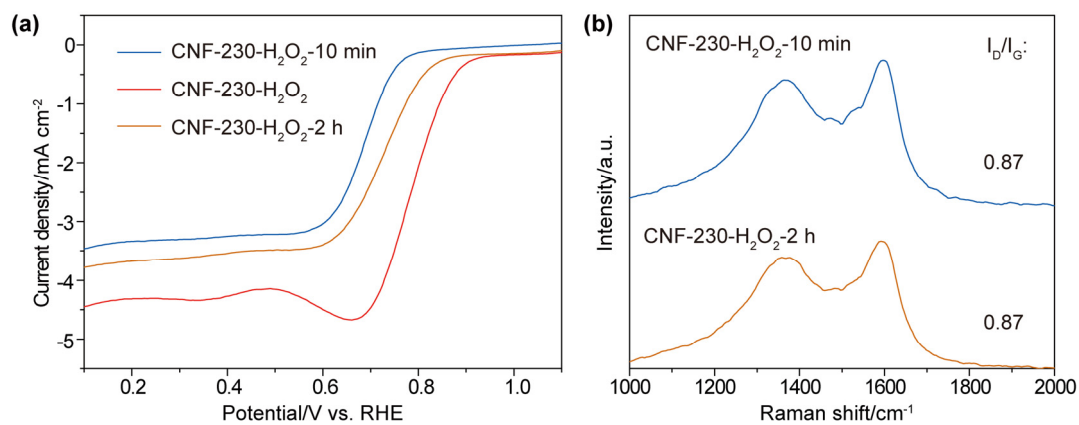 (a)
CNF-230-H₂O₂-10 min
CNF-230-H₂O₂
CNF-230-H₂O₂-2 h
0
-1
-2
-3
-4
-5
Current density/mA cm⁻²
0.2 0.4 0.6 0.8 1.0
Potential/V vs. RHE
(b)
CNF-230-H₂O₂-10 min
I_D/I_G:
0.87
CNF-230-H₂O₂-2 h
0.87
Intensity/a.u.
1000 1200 1400 1600 1800 2000
Raman shift/cm⁻¹